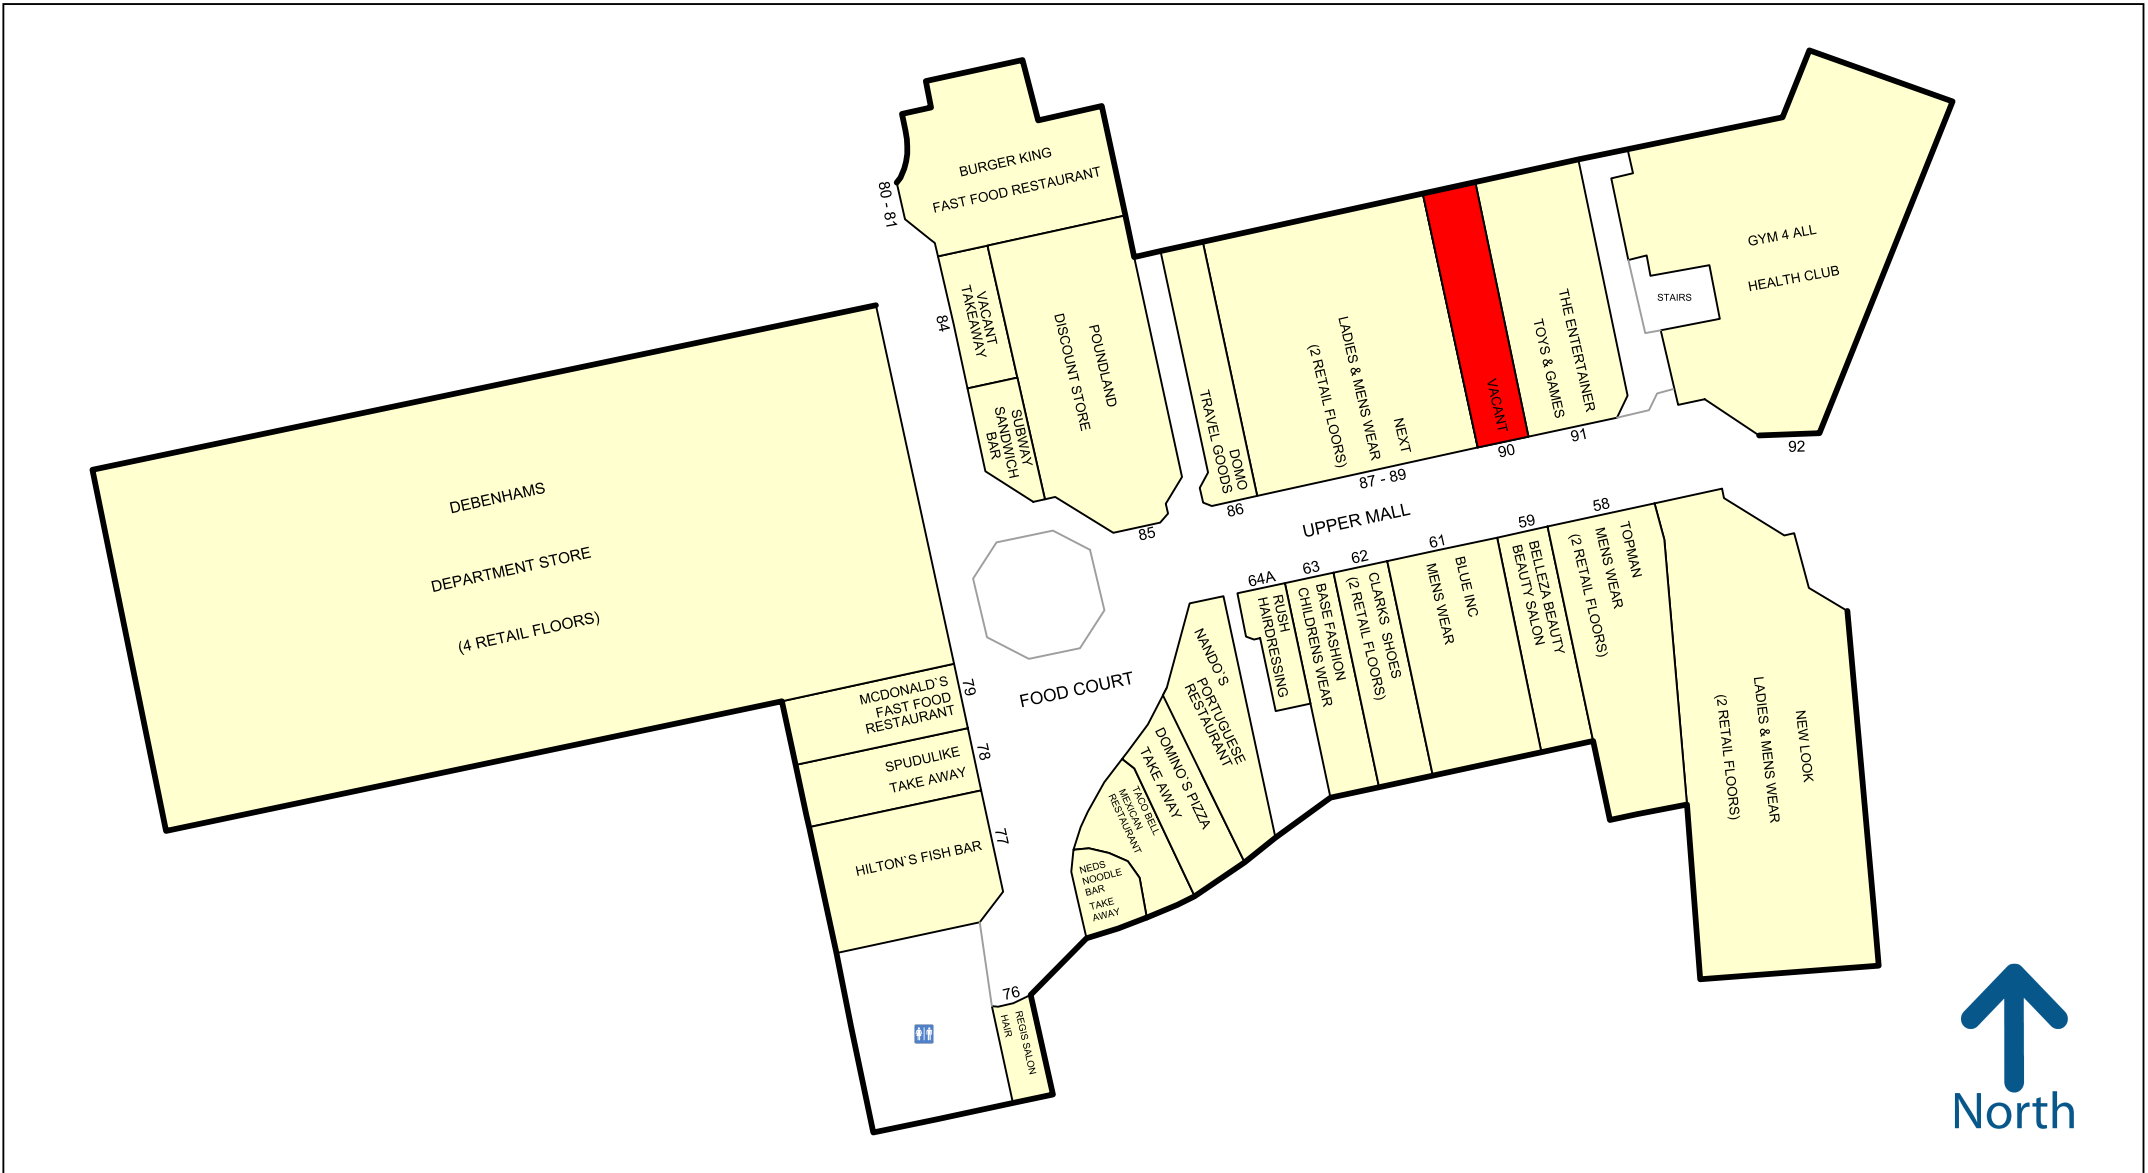 BURGER KING
FAST FOOD RESTAURANT
80 - 81
VACANT
TAKEAWAY
84
SUBWAY
SANDWICH
BAR
POUNDLAND
DISCOUNT STORE
85
DOMO
TRAVEL GOODS
86
NEXT
LADIES & MENS WEAR
(2 RETAIL FLOORS)
87 - 89
VACANT
90
THE ENTERTAINER
TOYS & GAMES
91
GYM 4 ALL
HEALTH CLUB
STAIRS
92
DEBENHAMS
DEPARTMENT STORE
(4 RETAIL FLOORS)
UPPER MALL
FOOD COURT
MCDONALD`S
FAST FOOD
RESTAURANT
79
SPUDULIKE
TAKE AWAY
78
HILTON`S FISH BAR
77
76
REGIS SALON
HAIR
NEDS
NOODLE
BAR
TAKE
AWAY
TACO BELL
MEXICAN
RESTAURANT
DOMINO`S PIZZA
TAKE AWAY
NANDO`S
PORTUGUESE
RESTAURANT
64A
RUSH
HAIRDRESSING
63
BASE FASHION
CHILDRENS WEAR
62
CLARKS SHOES
(2 RETAIL FLOORS)
61
BLUE INC
MENS WEAR
59
BELLEZA BEAUTY
BEAUTY SALON
58
TOPMAN
MENS WEAR
(2 RETAIL FLOORS)
NEW LOOK
LADIES & MENS WEAR
(2 RETAIL FLOORS)
North